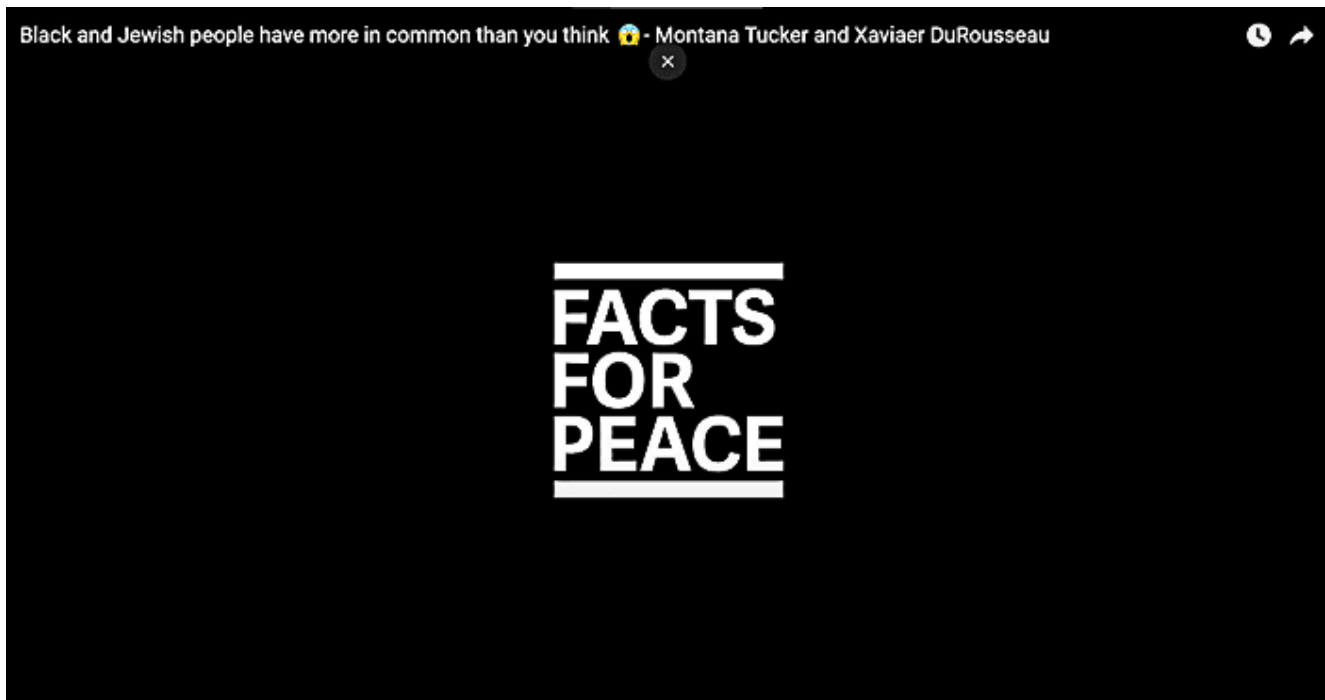 Black and Jewish people have more in common than you think 😱 - Montana Tucker and Xaviaer DuRousseau
FACTS
FOR
PEACE